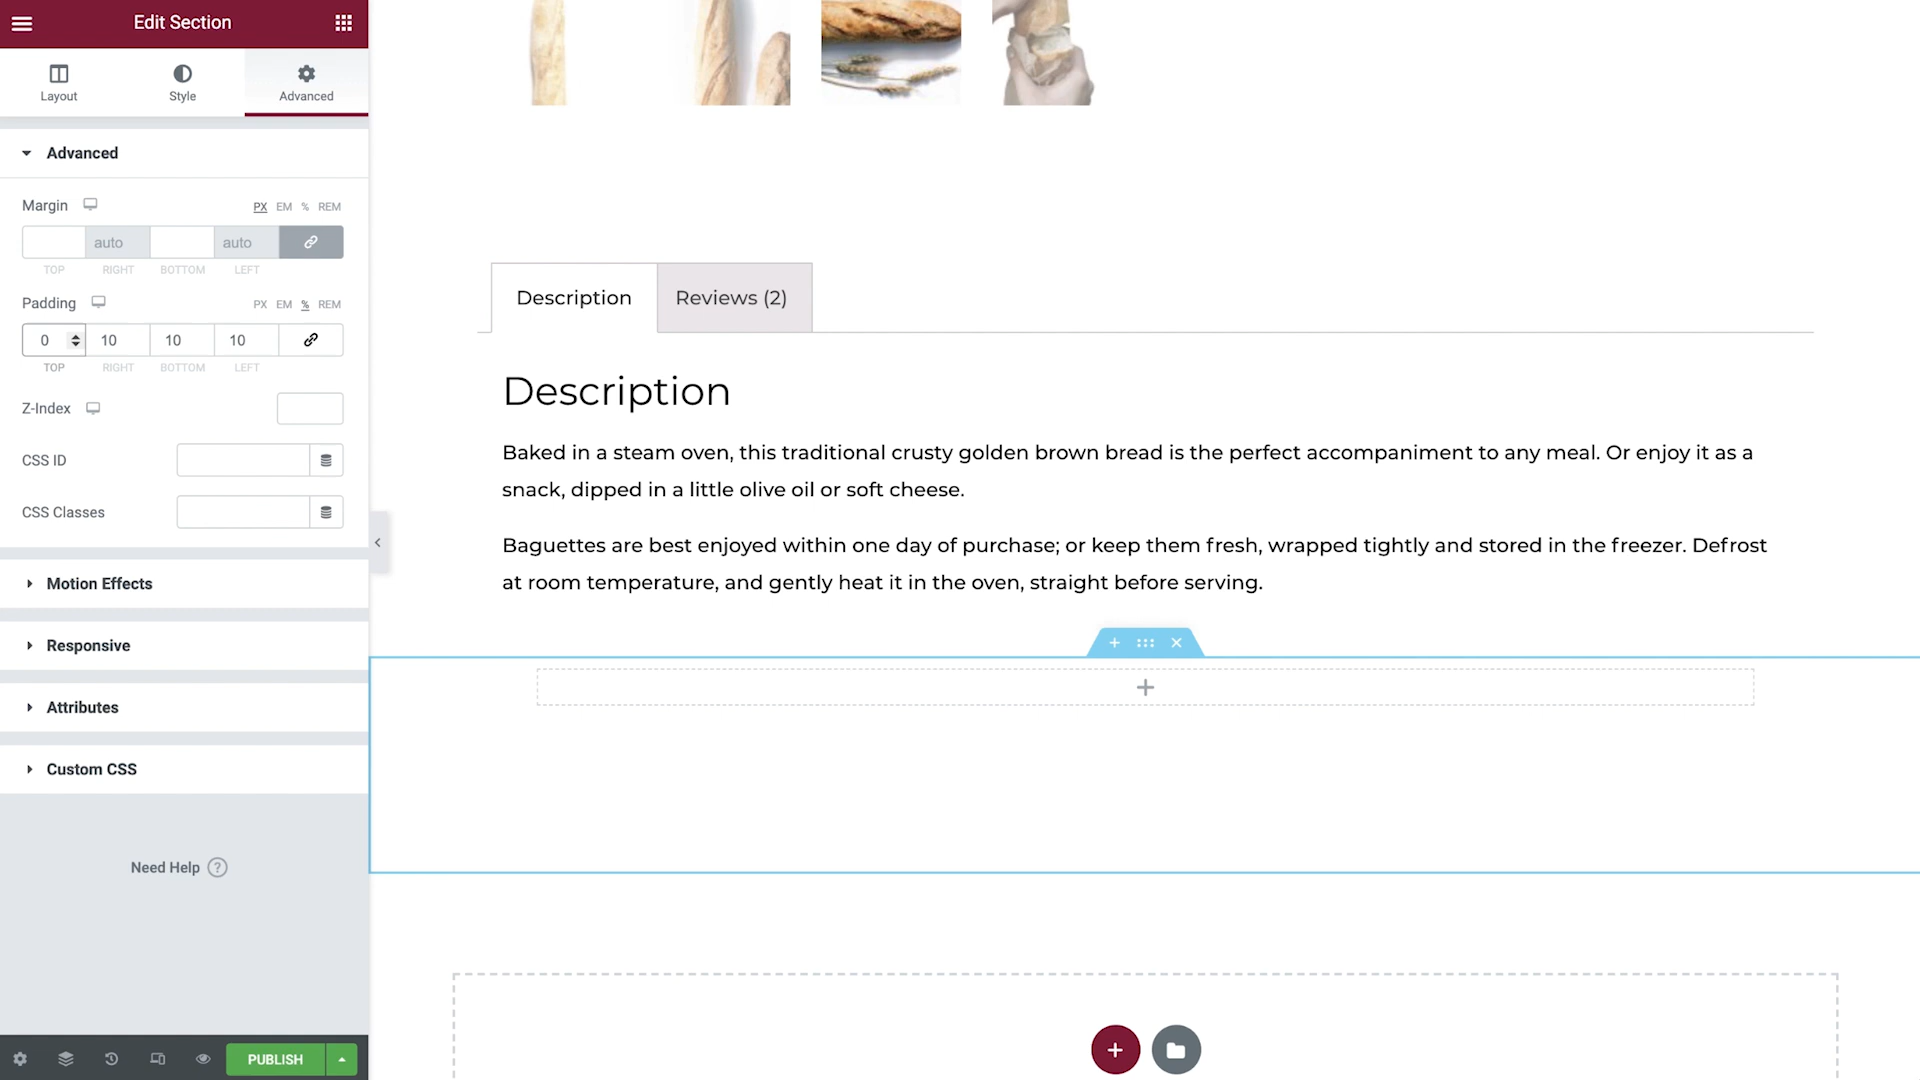 Edit Section
Layout
Style
Advanced
Advanced
Margin
PX EM % REM
auto
auto
TOP RIGHT BOTTOM LEFT
Padding
PX EM % REM
0 10 10 10
TOP RIGHT BOTTOM LEFT
Z-Index
CSS ID
CSS Classes
Motion Effects
Responsive
Attributes
Custom CSS
Need Help ?
PUBLISH
Description
Reviews (2)
Description
Baked in a steam oven, this traditional crusty golden brown bread is the perfect accompaniment to any meal. Or enjoy it as a
snack, dipped in a little olive oil or soft cheese.
Baguettes are best enjoyed within one day of purchase; or keep them fresh, wrapped tightly and stored in the freezer. Defrost
at room temperature, and gently heat it in the oven, straight before serving.